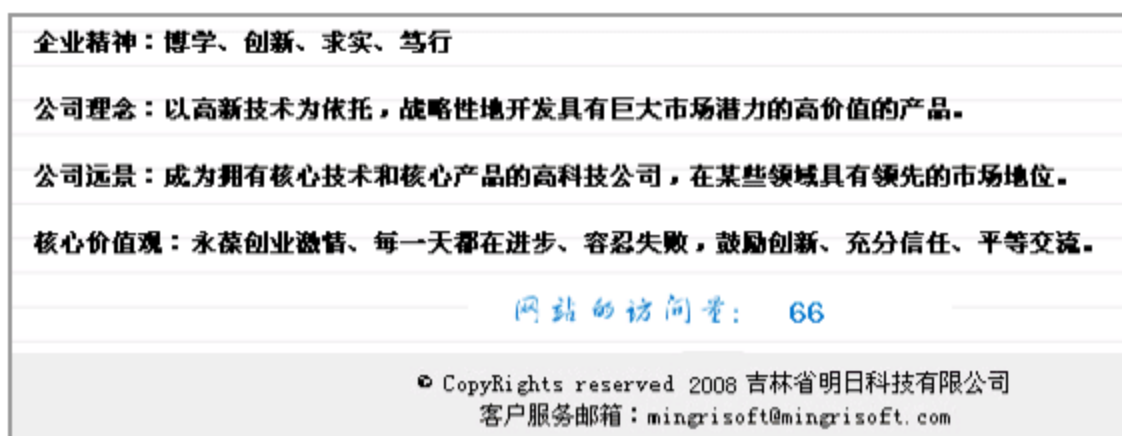 企业精神：博学、创新、求实、笃行
公司理念：以高新技术为依托，战略性地开发具有巨大市场潜力的高价值的产品。
公司远景：成为拥有核心技术和核心产品的高科技公司，在某些领域具有领先的市场地位。
核心价值观：永葆创业激情、每一天都在进步、容忍失败，鼓励创新、充分信任、平等交流。
网站的访问量： 66
© CopyRights reserved 2008 吉林省明日科技有限公司
客户服务邮箱：mingrisoft@mingrisoft.com